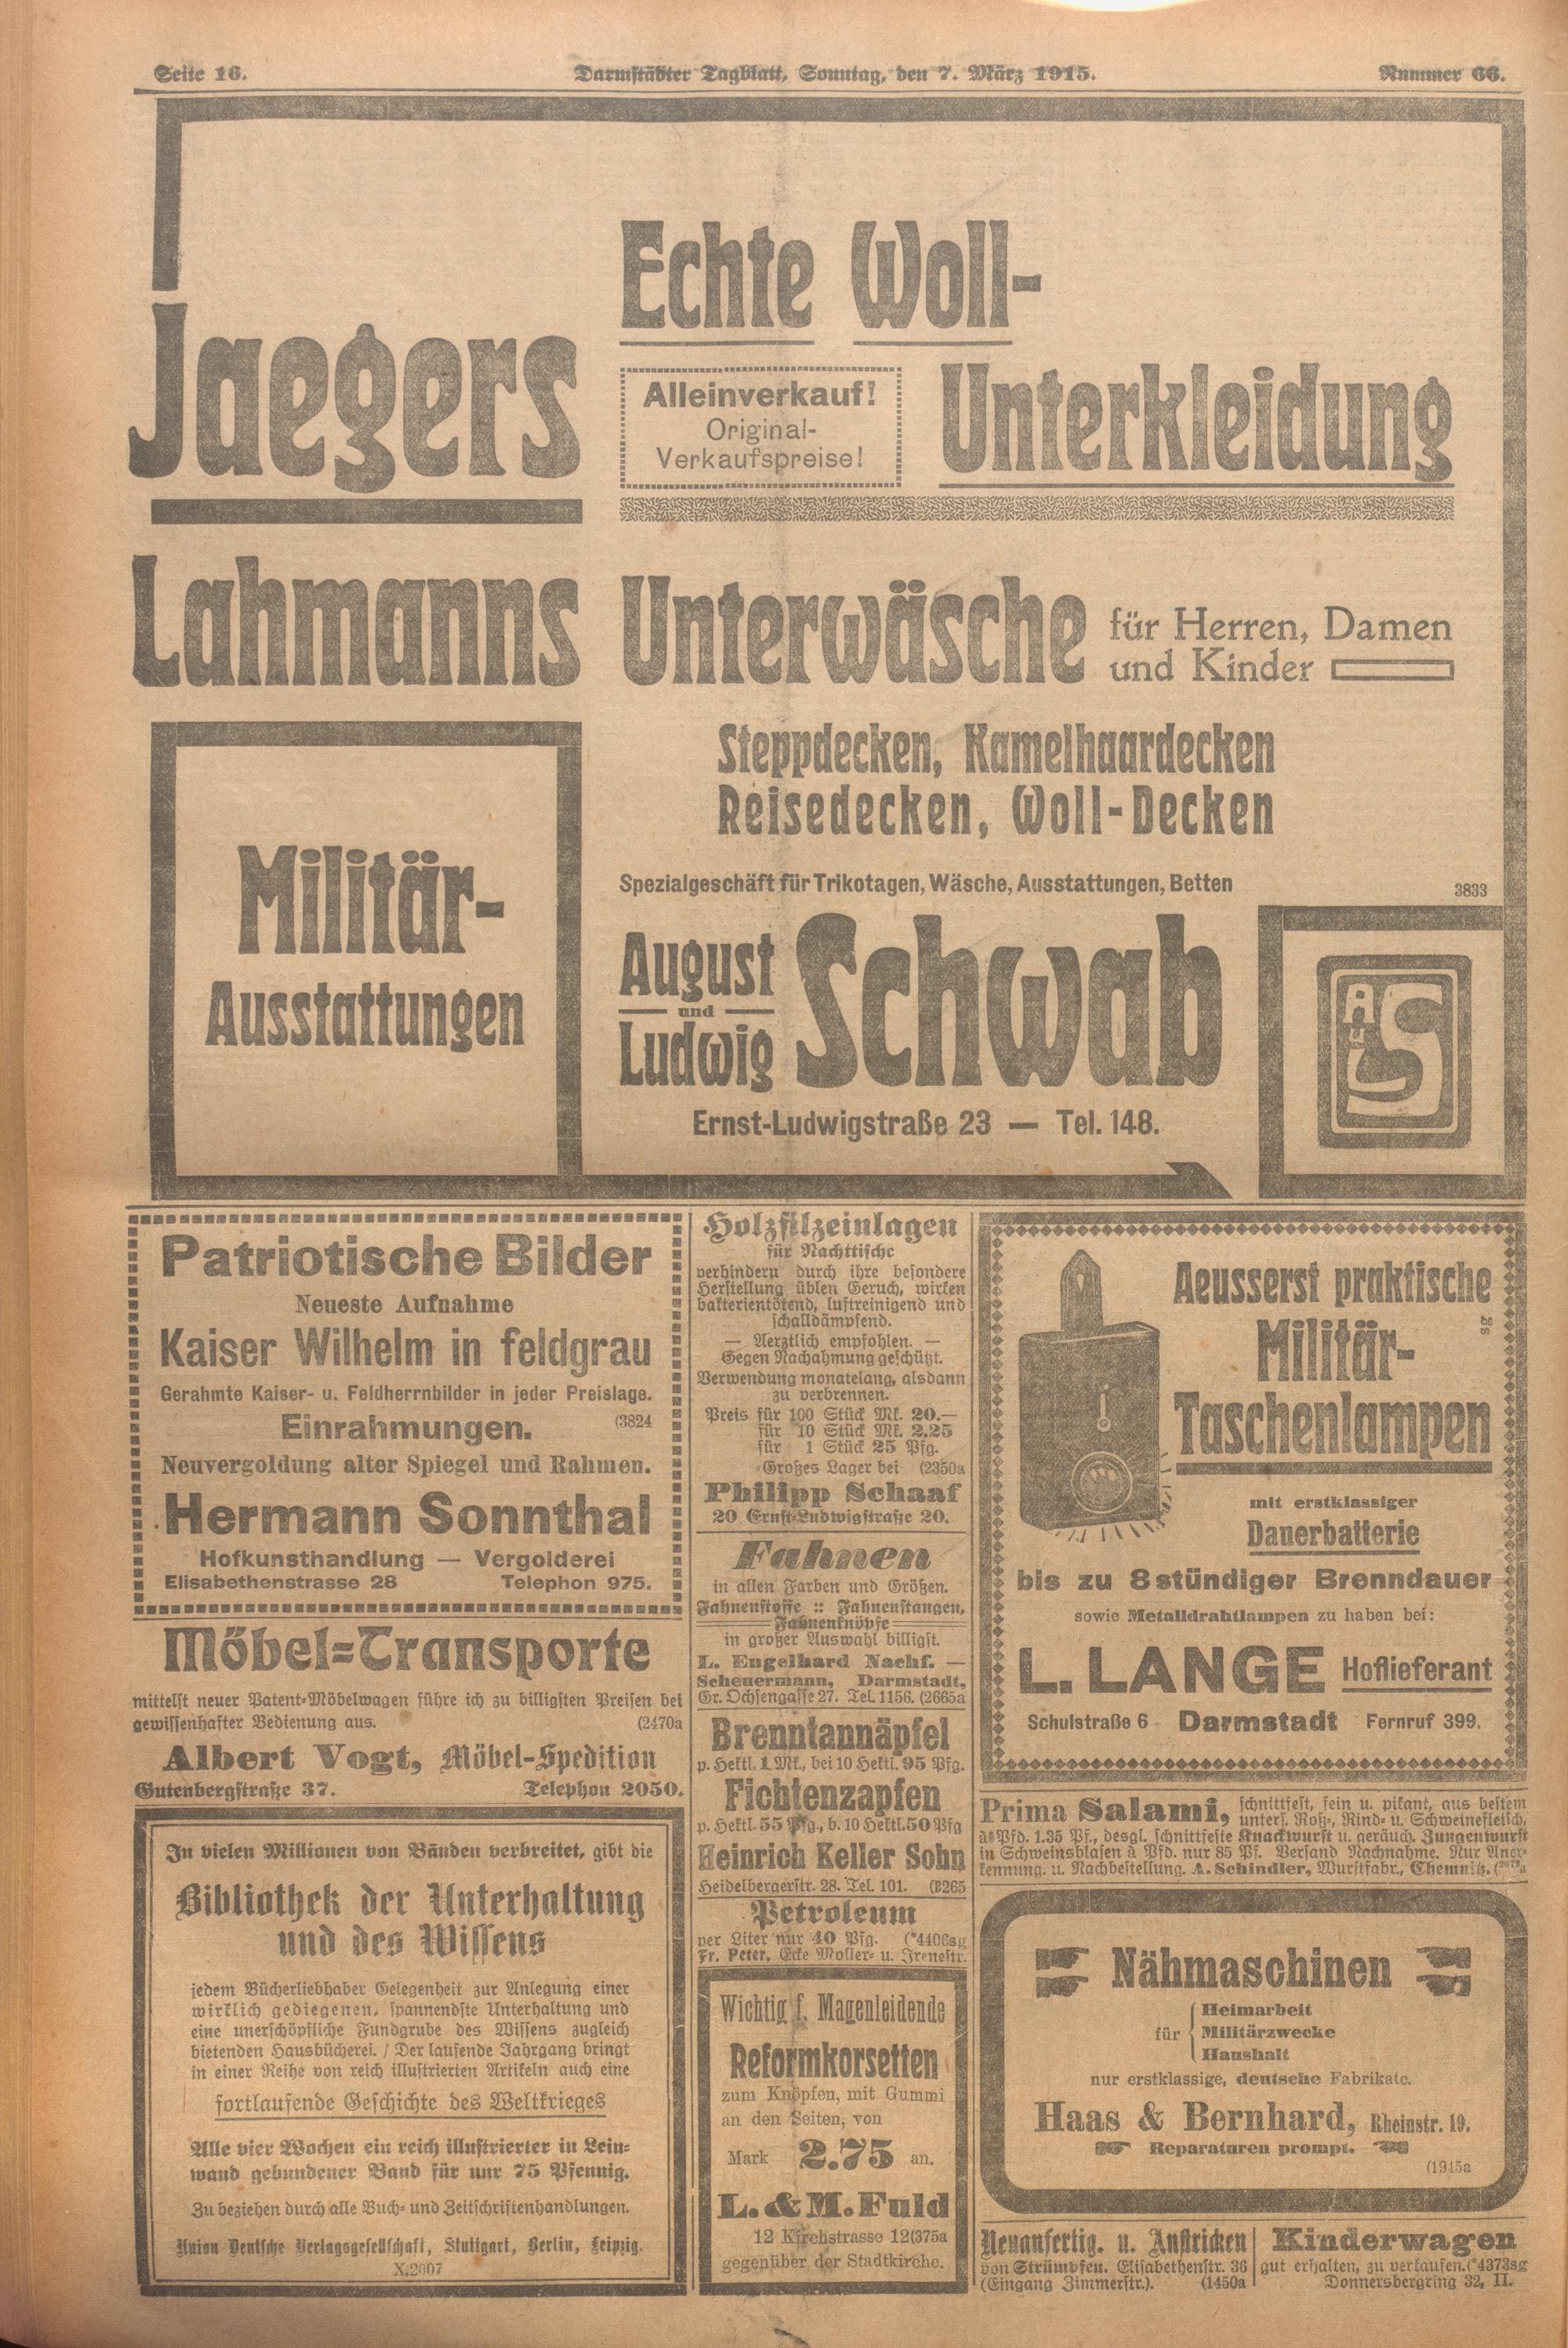 Seite 16.
Darmstädter Tagblatt, Sonntag, den 7. März 1915.
Nummer 66.
Jaegers
Echte Woll-
Alleinverkauf!
Original-
Verkaufspreise!
Unterkleidung
Lahmanns Unterwäsche
für Herren, Damen
und Kinder
Militär-
Ausstattungen
Steppdecken, Kamelhaardecken
Reisedecken, Woll-Decken
Spezialgeschäft für Trikotagen, Wäsche, Ausstattungen, Betten
3833
August
und
Ludwig
Schwab
Ernst-Ludwigstraße 23 — Tel. 148.
A
u
L
S
Patriotische Bilder
Neueste Aufnahme
Kaiser Wilhelm in feldgrau
Gerahmte Kaiser- u. Feldherrnbilder in jeder Preislage.
Einrahmungen. (3824
Neuvergoldung alter Spiegel und Rahmen.
Hermann Sonnthal
Hofkunsthandlung — Vergolderei
Elisabethenstrasse 28 Telephon 975.
Möbel-Transporte
mittelst neuer Patent-Möbelwagen führe ich zu billigsten Preisen bei
gewissenhafter Bedienung aus. (2470a
Albert Vogt, Möbel-Spedition
Gutenbergstraße 37. Telephon 2050.
In vielen Millionen von Bänden verbreitet, gibt die
Bibliothek der Unterhaltung
und des Wissens
jedem Bücherliebhaber Gelegenheit zur Anlegung einer
wirklich gediegenen, spannendste Unterhaltung und
eine unerschöpfliche Fundgrube des Wissens zugleich
bietenden Hausbücherei. / Der laufende Jahrgang bringt
in einer Reihe von reich illustrierten Artikeln auch eine
fortlaufende Geschichte des Weltkrieges
Alle vier Wochen ein reich illustrierter in Lein-
wand gebundener Band für nur 75 Pfennig.
Zu beziehen durch alle Buch- und Zeitschriftenhandlungen.
Union Deutsche Verlagsgesellschaft, Stuttgart, Berlin, Leipzig.
X,2607
Holzfilzeinlagen
für Nachttische
verhindern durch ihre besondere
Herstellung üblen Geruch, wirken
bakterientötend, luftreinigend und
schalldämpfend.
— Aerztlich empfohlen. —
Gegen Nachahmung geschützt.
Verwendung monatelang, alsdann
zu verbrennen.
Preis für 100 Stück Mk. 20.—
für 10 Stück Mk. 2.25
für 1 Stück 25 Pfg.
Großes Lager bei (2350a
Philipp Schaaf
20 Ernst-Ludwigstraße 20.
Fahnen
in allen Farben und Größen.
Fahnenstoffe :: Fahnenstangen,
Fahnenknöpfe
in großer Auswahl billigst.
L. Engelhard Nachf. —
Scheuermann, Darmstadt,
Gr. Ochsengasse 27. Tel. 1156. (2665a
Brenntannäpfel
p. Hektl. 1 Mk., bei 10 Hektl. 95 Pfg.
Fichtenzapfen
p. Hektl. 55 Pfg., b. 10 Hektl. 50 Pfg
Heinrich Keller Sohn
Heidelbergerstr. 28. Tel. 101. (B265
Petroleum
per Liter nur 40 Pfg. (*4406sg
Fr. Peter, Ecke Moller- u. Irenestr.
Wichtig f. Magenleidende
Reformkorsetten
zum Knöpfen, mit Gummi
an den Seiten, von
Mark 2.75 an.
L. & M. Fuld
12 Kirchstrasse 12 (375a
gegenüber der Stadtkirche.
Aeusserst praktische
Militär-
Taschenlampen
mit erstklassiger
Dauerbatterie
bis zu 8stündiger Brenndauer
sowie Metalldrahtlampen zu haben bei:
L. LANGE Hoflieferant
Schulstraße 6 Darmstadt Fernruf 399.
Prima Salami, schnittfest, fein u. pikant, aus bestem
unters. Roß-, Rind- u. Schweinefleisch,
à Pfd. 1.35 Pf., desgl. schnittfeste Knackwurst u. geräuch. Zungenwurst
in Schweinsblasen à Pfd. nur 85 Pf. Versand Nachnahme. Nur Aner-
kennung. u. Nachbestellung. A. Schindler, Wurstfabr., Chemnitz.
Nähmaschinen
für
Heimarbeit
Militärzwecke
Haushalt
nur erstklassige, deutsche Fabrikate.
Haas & Bernhard, Rheinstr. 19.
Reparaturen prompt.
(1945a
Neuanfertig. u. Anstricken
von Strümpfen. Elisabethenstr. 36
(Eingang Zimmerstr.). (1450a
Kinderwagen
gut erhalten, zu verkaufen. (*4373sg
Donnersbergring 32, II.